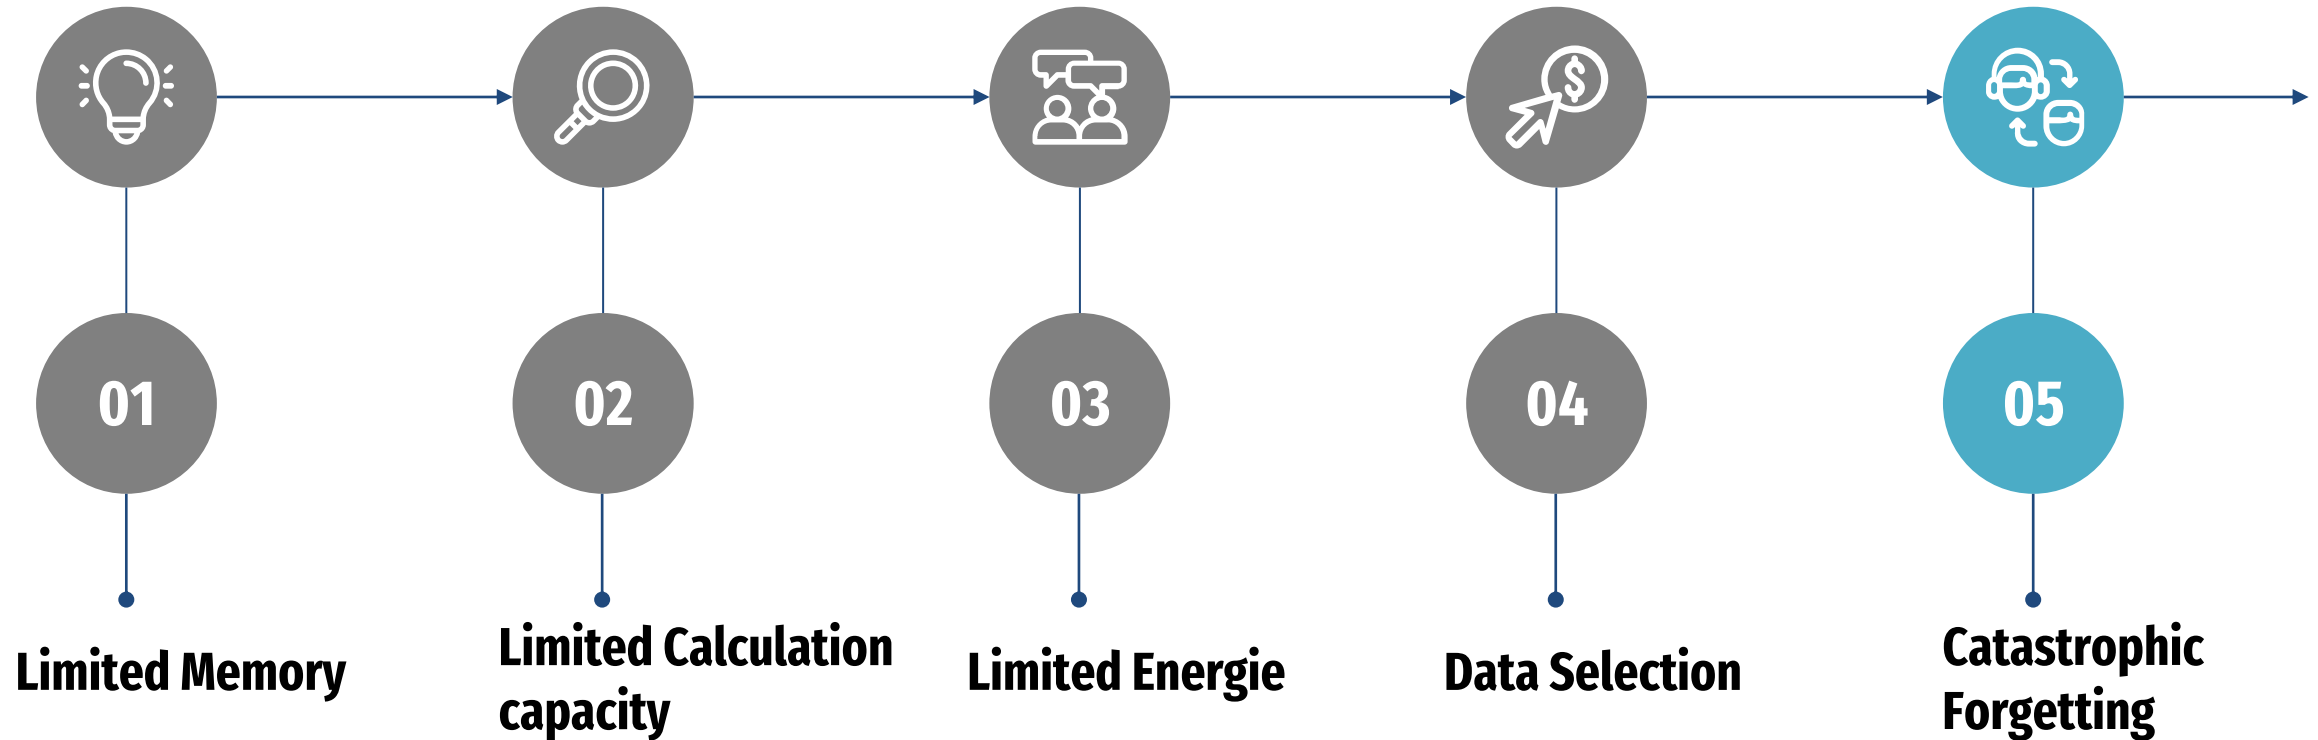 01
02
03
04
05
Limited Memory
Limited Calculation
capacity
Limited Energie
Data Selection
Catastrophic
Forgetting